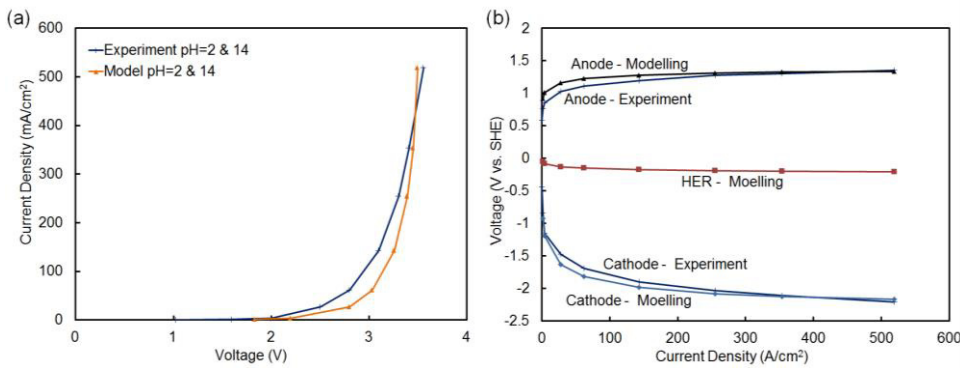 (a)
600
500
400
300
200
100
0
Current Density (mA/cm²)
Experiment pH=2 & 14
Model pH=2 & 14
0 1 2 3 4
Voltage (V)
(b)
2
1.5
1
0.5
0
-0.5
-1
-1.5
-2
-2.5
Voltage (V vs. SHE)
Anode - Modelling
Anode - Experiment
HER - Moelling
Cathode - Experiment
Cathode - Moelling
0 100 200 300 400 500 600
Current Density (A/cm²)